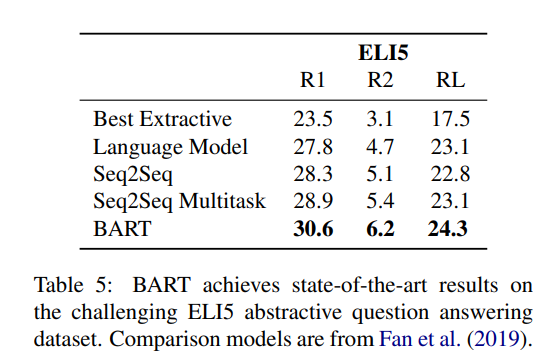 ELI5
R1 R2 RL
Best Extractive 23.5 3.1 17.5
Language Model 27.8 4.7 23.1
Seq2Seq 28.3 5.1 22.8
Seq2Seq Multitask 28.9 5.4 23.1
BART 30.6 6.2 24.3
Table 5: BART achieves state-of-the-art results on
the challenging ELI5 abstractive question answering
dataset. Comparison models are from Fan et al. (2019).